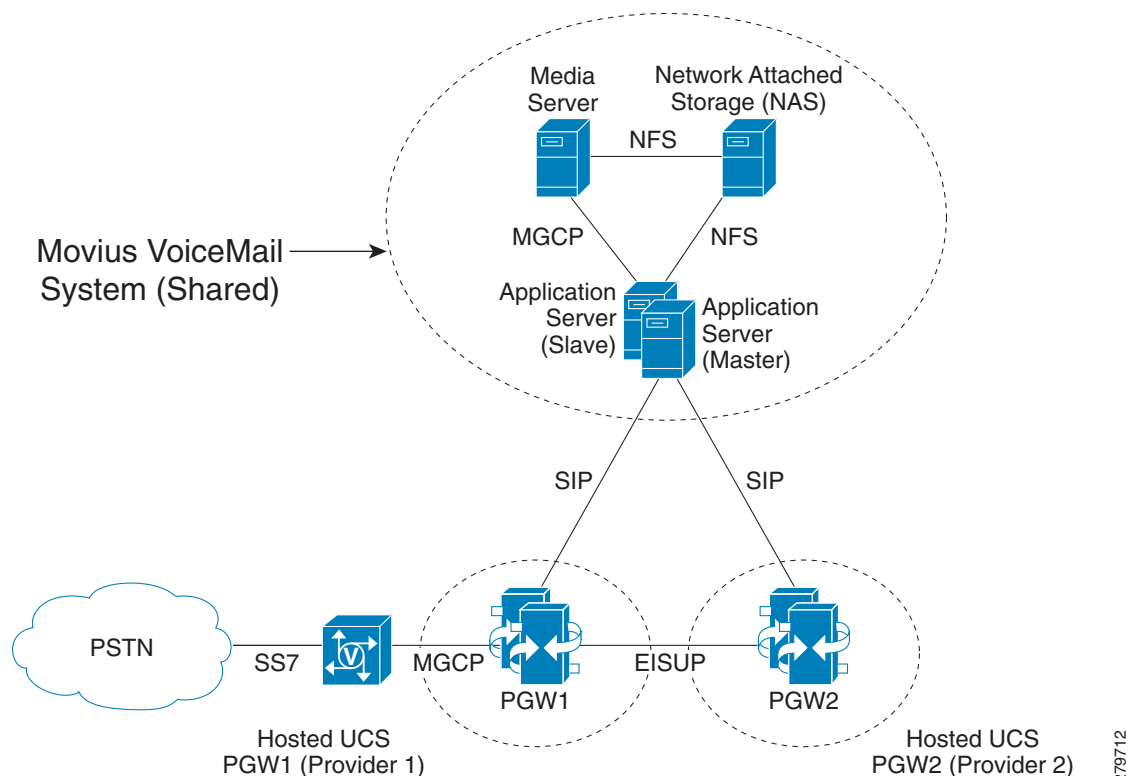 Media
Server
Network Attached
Storage (NAS)
NFS
MGCP
NFS
Movius VoiceMail
System (Shared)
Application
Server
(Slave)
Application
Server
(Master)
SIP
SIP
PSTN
SS7
V
MGCP
EISUP
PGW1
PGW2
Hosted UCS
PGW1 (Provider 1)
Hosted UCS
PGW2 (Provider 2)
279712